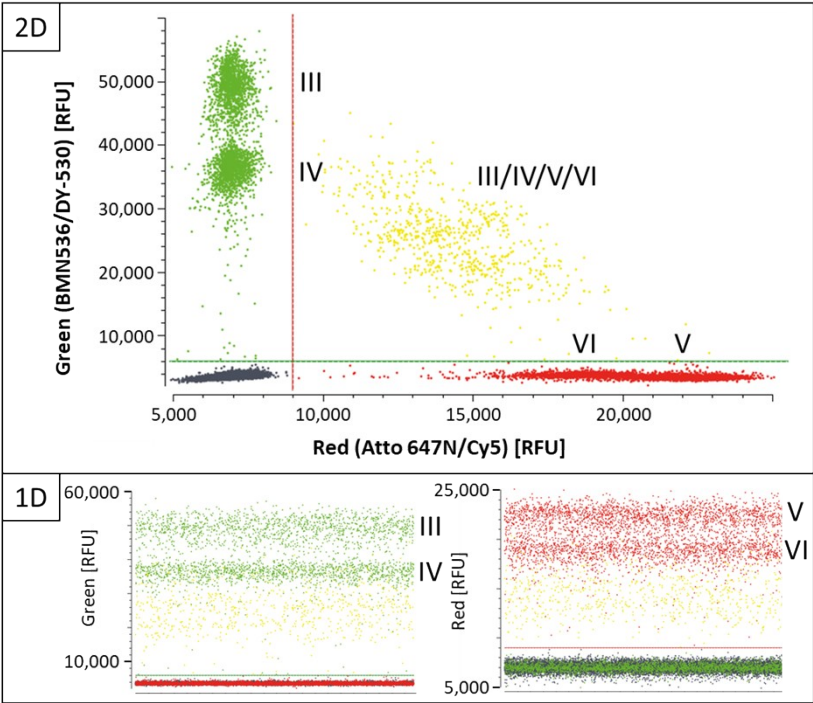 2D
Green (BMN536/DY-530) [RFU]
50,000
40,000
30,000
20,000
10,000
III
IV
III/IV/V/VI
VI
V
5,000
10,000
15,000
20,000
Red (Atto 647N/Cy5) [RFU]
1D
60,000
Green [RFU]
10,000
III
IV
25,000
Red [RFU]
5,000
V
VI